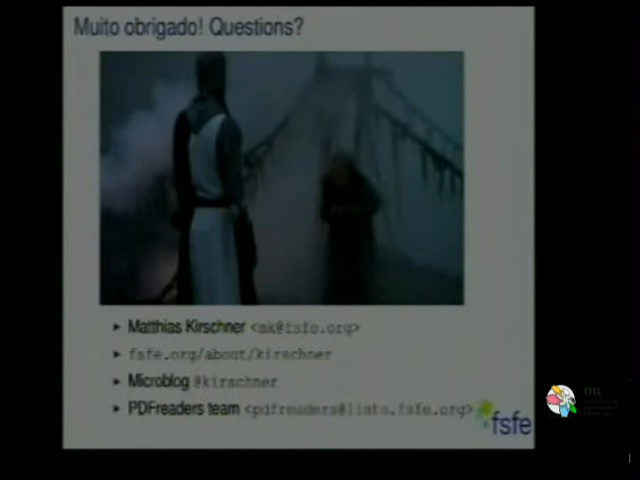 Muito obrigado! Questions?
▸ Matthias Kirschner <mk@fsfe.org>
▸ fsfe.org/about/kirschner
▸ Microblog @kirschner
▸ PDFreaders team <pdfreaders@lists.fsfe.org>
fsfe
CISL